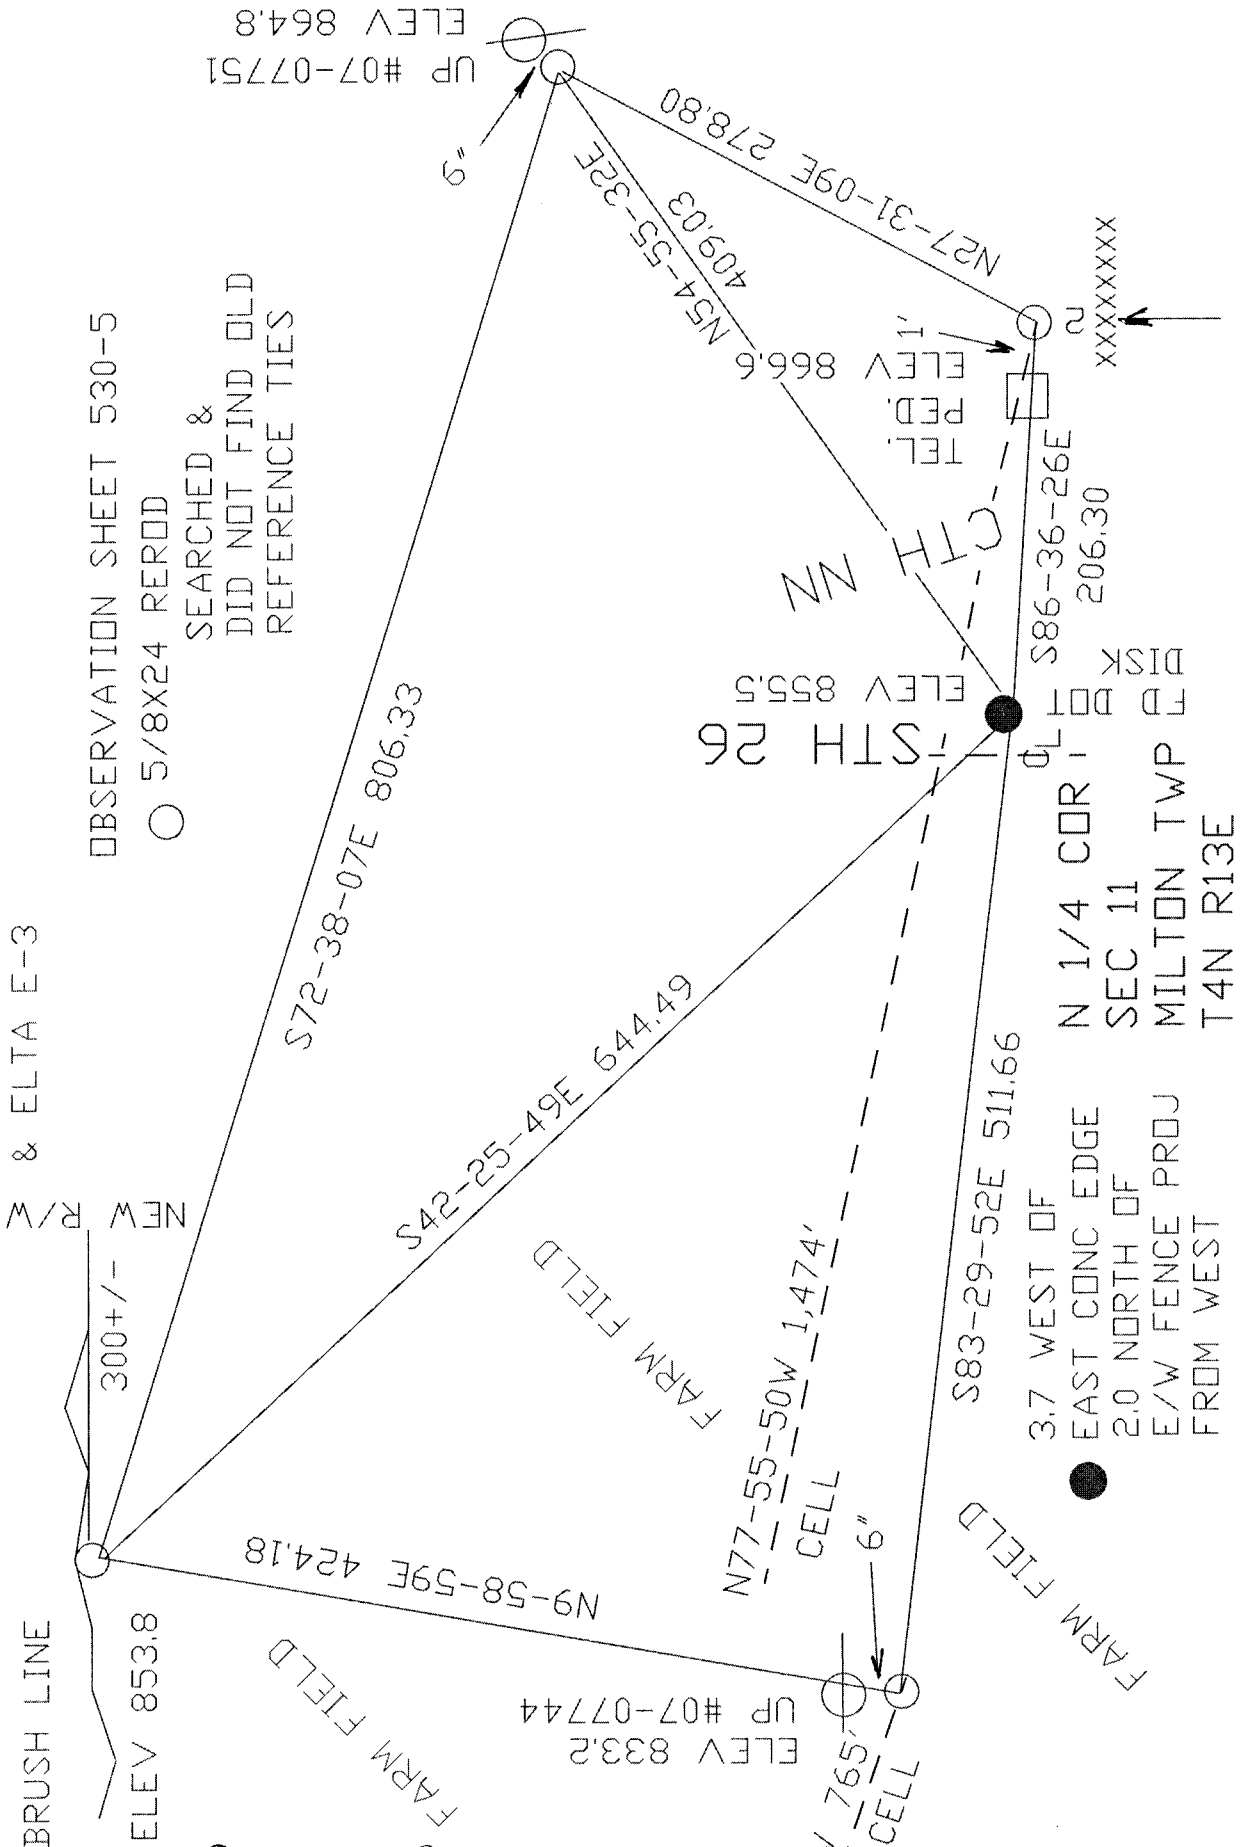 & ELTA E-3
OBSERVATION SHEET 530-5
5/8X24 REROD
SEARCHED &
DID NOT FIND OLD
REFERENCE TIES
UP #07-07751
ELEV 864.8
6"
BRUSH LINE
ELEV 853.8
NEW R/W
300+/-
S72-38-07E 806.33
N54-55-32E
409.03
N27-31-09E 278.80
S42-25-49E 644.49
N9-58-59E 424.18
FARM FIELD
FARM FIELD
FARM FIELD
TEL.
PED.
ELEV 866.6
1'
2
XXXXXXX
CTH NN
STH 26
ELEV 855.5
S86-36-26E
206.30
FD DOT
DISK
CL
N 1/4 COR
SEC 11
MILTON TWP
T4N R13E
S83-29-52E 511.66
N77-55-50W 1,474'
CELL
6"
UP #07-07744
ELEV 833.2
765'
CELL
3.7 WEST OF
EAST CONC EDGE
2.0 NORTH OF
E/W FENCE PROJ
FROM WEST